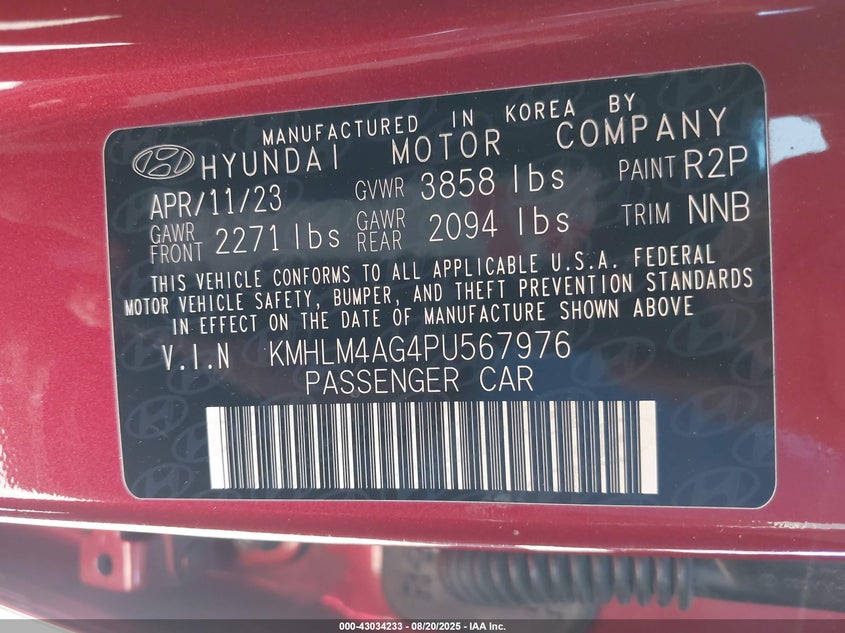 MANUFACTURED IN KOREA BY
HYUNDAI MOTOR COMPANY
APR/11/23 GVWR 3858 lbs PAINT R2P
GAWR FRONT 2271 lbs GAWR REAR 2094 lbs TRIM NNB
THIS VEHICLE CONFORMS TO ALL APPLICABLE U.S.A. FEDERAL
MOTOR VEHICLE SAFETY, BUMPER, AND THEFT PREVENTION STANDARDS
IN EFFECT ON THE DATE OF MANUFACTURE SHOWN ABOVE
V.I.N KMHLM4AG4PU567976
PASSENGER CAR
000-43034233 - 08/20/2025 - IAA Inc.